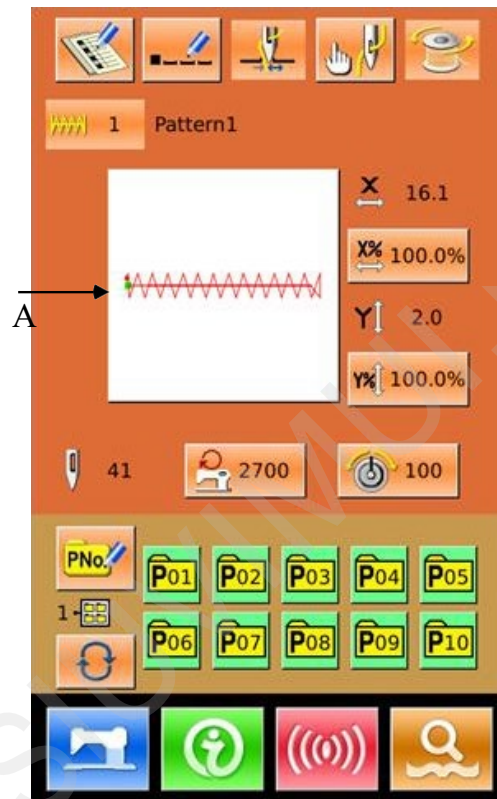 1 Pattern1
X 16.1
X% 100.0%
A
Y 2.0
Y% 100.0%
41 2700 100
PNo.
P01 P02 P03 P04 P05
1-
P06 P07 P08 P09 P10